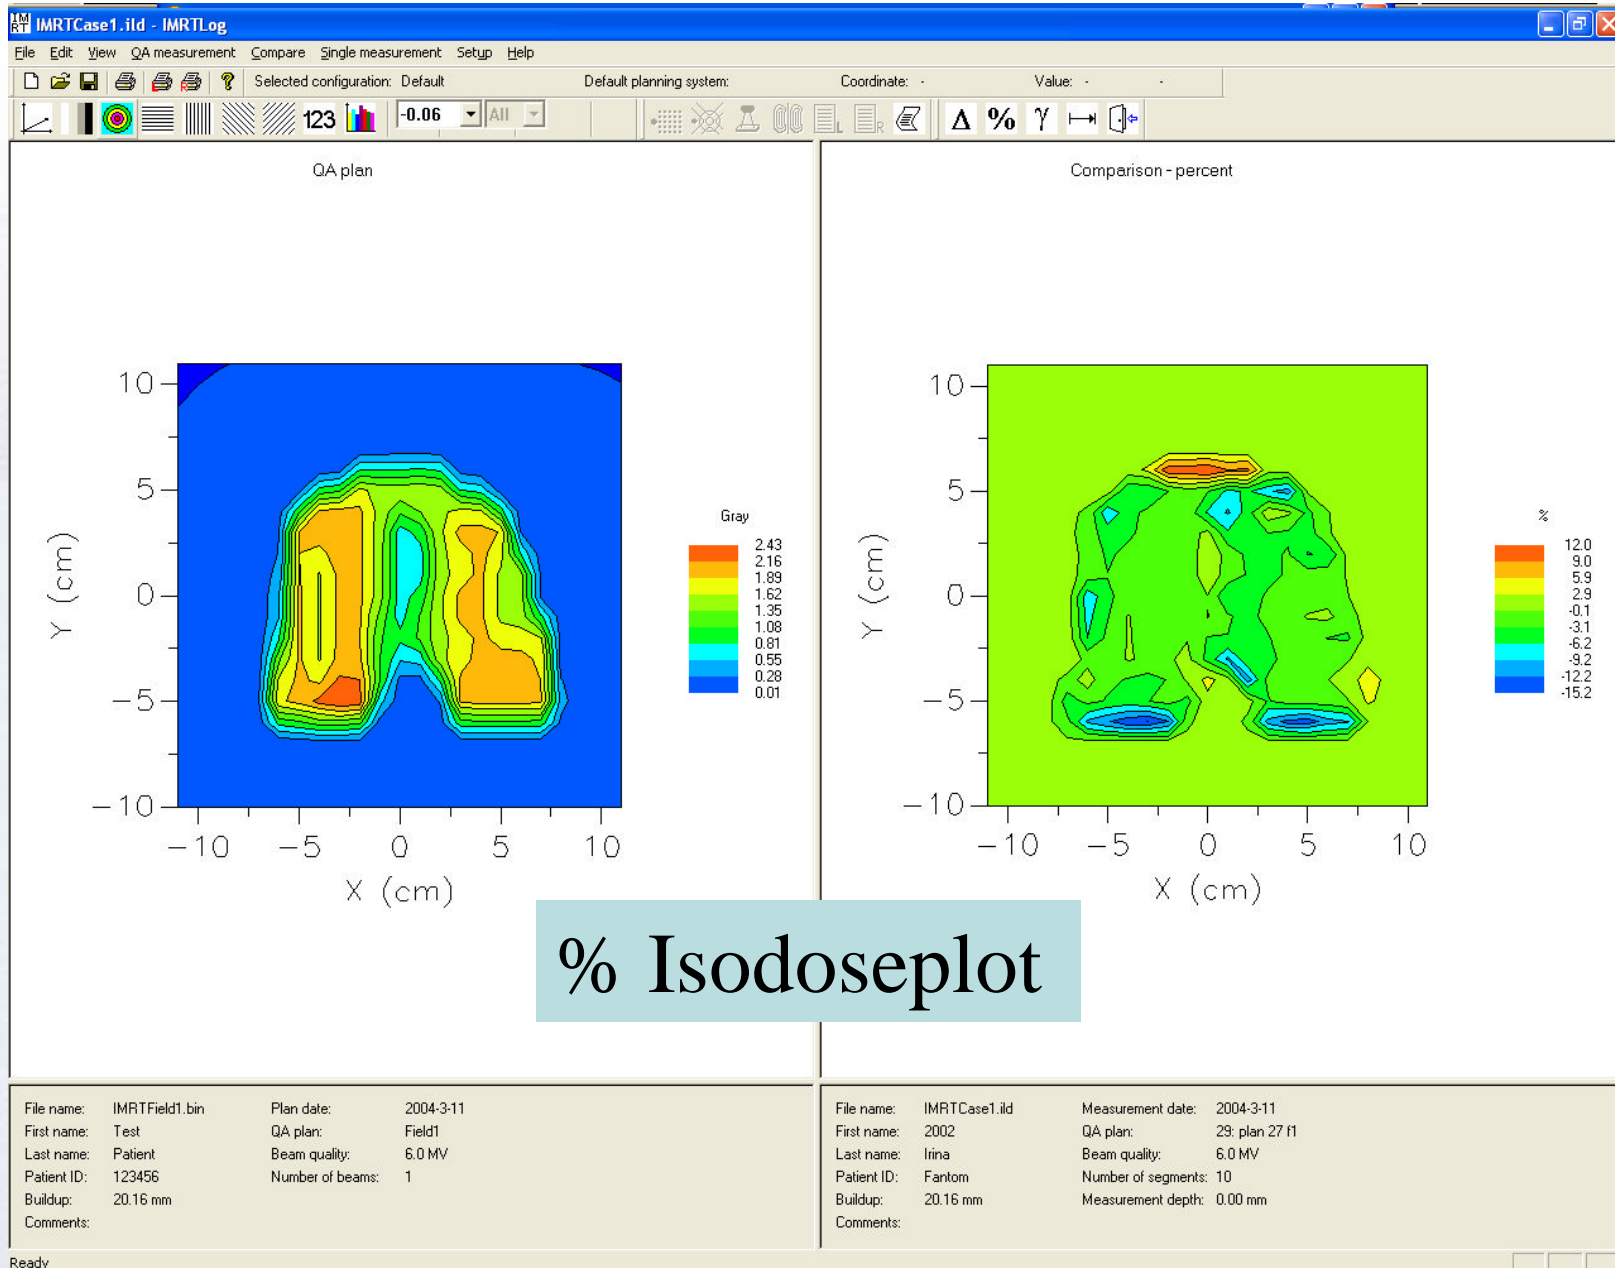 IMRTCase1.ild - IMRTLog
File Edit View QA measurement Compare Single measurement Setup Help
Selected configuration: Default Default planning system: Coordinate: - Value: - -
123 -0.06 All L R Δ % γ
QA plan
10
5
0
-5
-10
Y (cm)
-10 -5 0 5 10
X (cm)
Gray
2.43
2.16
1.89
1.62
1.35
1.08
0.81
0.55
0.28
0.01
Comparison - percent
10
5
0
-5
-10
Y (cm)
-10 -5 0 5 10
X (cm)
%
12.0
9.0
5.9
2.9
-0.1
-3.1
-6.2
-9.2
-12.2
-15.2
% Isodoseplot
File name: IMRTField1.bin Plan date: 2004-3-11
First name: Test QA plan: Field1
Last name: Patient Beam quality: 6.0 MV
Patient ID: 123456 Number of beams: 1
Buildup: 20.16 mm
Comments:
File name: IMRTCase1.ild Measurement date: 2004-3-11
First name: 2002 QA plan: 29: plan 27 f1
Last name: Irina Beam quality: 6.0 MV
Patient ID: Fantom Number of segments: 10
Buildup: 20.16 mm Measurement depth: 0.00 mm
Comments:
Ready